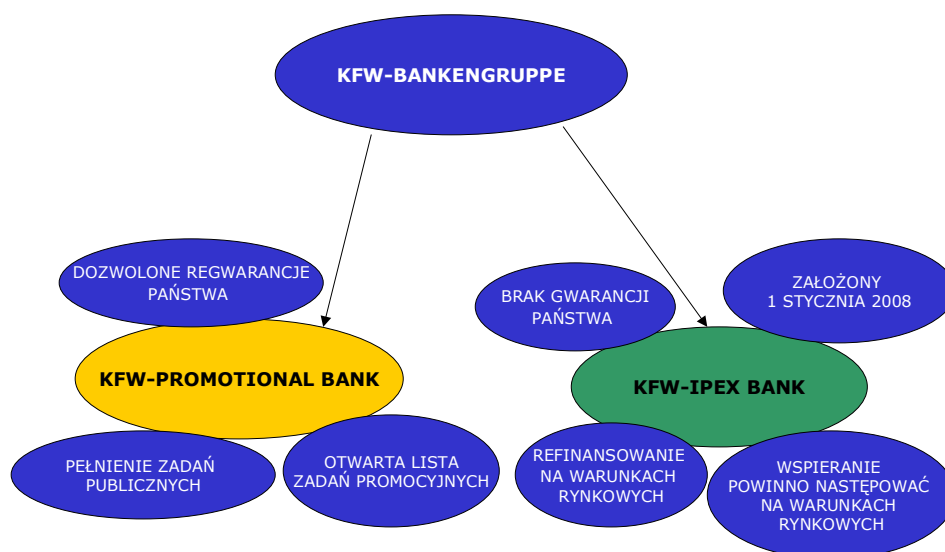 KFW-BANKENGRUPPE
DOZWOLONE REGWARANCJE
PAŃSTWA
KFW-PROMOTIONAL BANK
PEŁNIENIE ZADAŃ
PUBLICZNYCH
OTWARTA LISTA
ZADAŃ PROMOCYJNYCH
BRAK GWARANCJI
PAŃSTWA
ZAŁOŻONY
1 STYCZNIA 2008
KFW-IPEX BANK
REFINANSOWANIE
NA WARUNKACH
RYNKOWYCH
WSPIERANIE
POWINNO NASTĘPOWAĆ
NA WARUNKACH
RYNKOWYCH